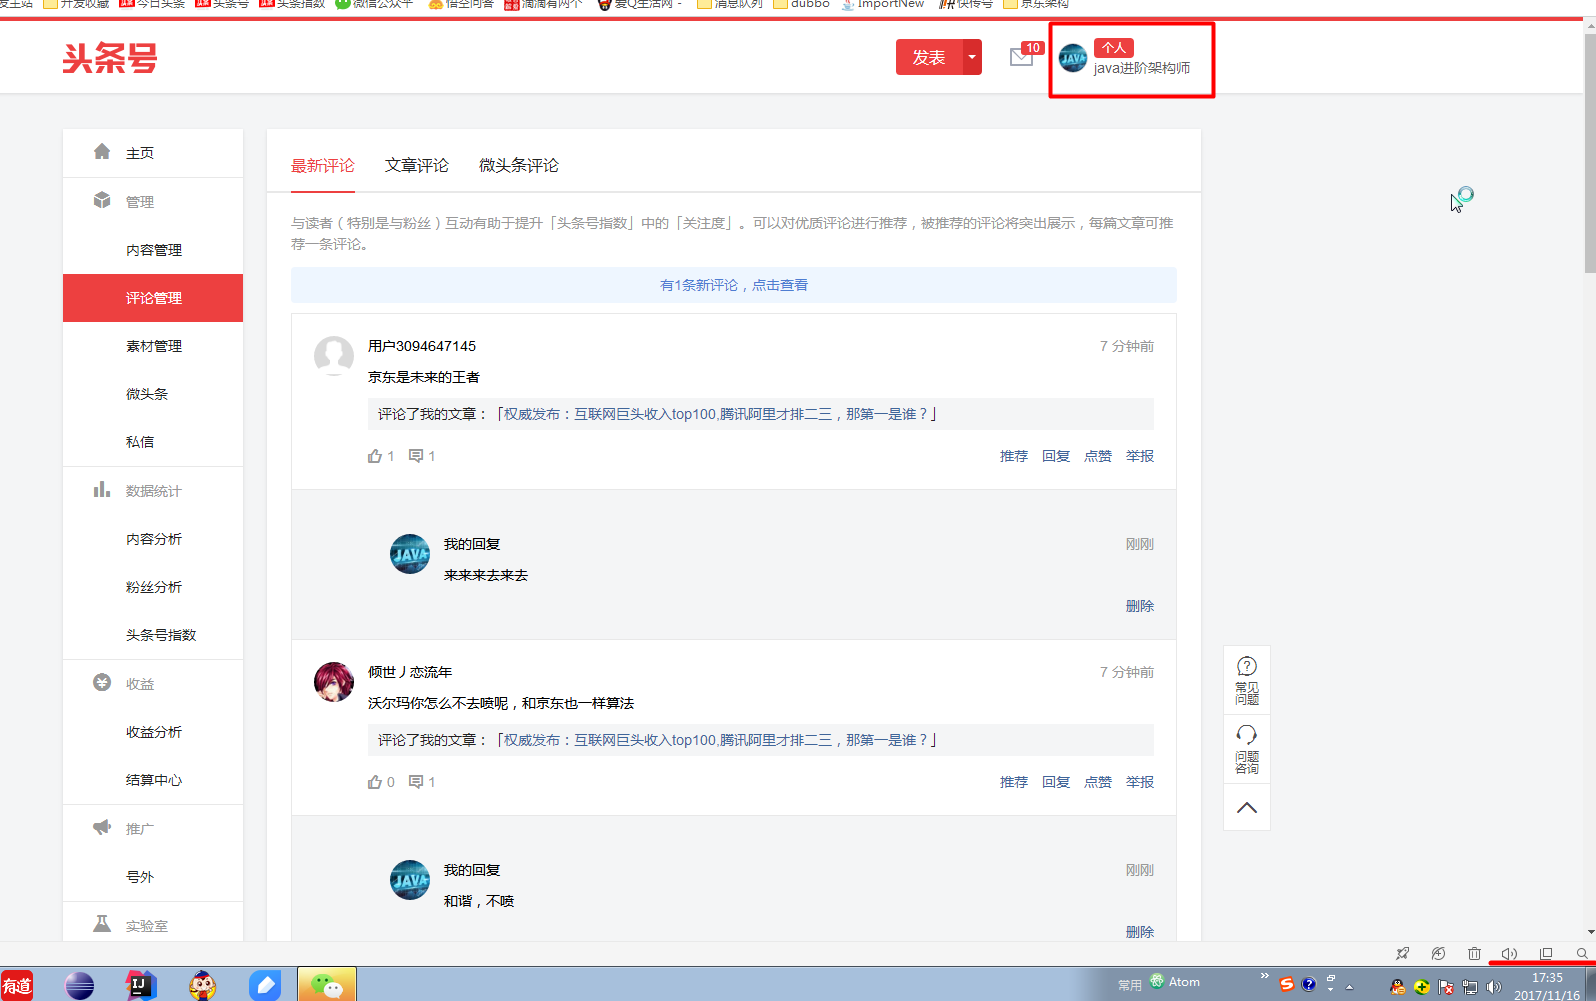 发主站 开发收藏 今日头条 头条号 头条指数 微信公众平 悟空问答 滴滴有两个 爱Q生活网 - 消息队列 dubbo ImportNew 快传号 京东架构
头条号
发表
10
个人
java进阶架构师
主页
管理
内容管理
评论管理
素材管理
微头条
私信
数据统计
内容分析
粉丝分析
头条号指数
收益
收益分析
结算中心
推广
号外
实验室
最新评论 文章评论 微头条评论
与读者（特别是与粉丝）互动有助于提升「头条号指数」中的「关注度」。可以对优质评论进行推荐，被推荐的评论将突出展示，每篇文章可推
荐一条评论。
有1条新评论，点击查看
用户3094647145 7 分钟前
京东是未来的王者
评论了我的文章：「权威发布：互联网巨头收入top100,腾讯阿里才排二三，那第一是谁？」
1 1 推荐 回复 点赞 举报
JAVA 我的回复 刚刚
来来来去来去
删除
倾世丿恋流年 7 分钟前
沃尔玛你怎么不去喷呢，和京东也一样算法
评论了我的文章：「权威发布：互联网巨头收入top100,腾讯阿里才排二三，那第一是谁？」
0 1 推荐 回复 点赞 举报
JAVA 我的回复 刚刚
和谐，不喷
删除
常见
问题
问题
咨询
有道 IJ 常用 Atom 17:35
2017/11/16